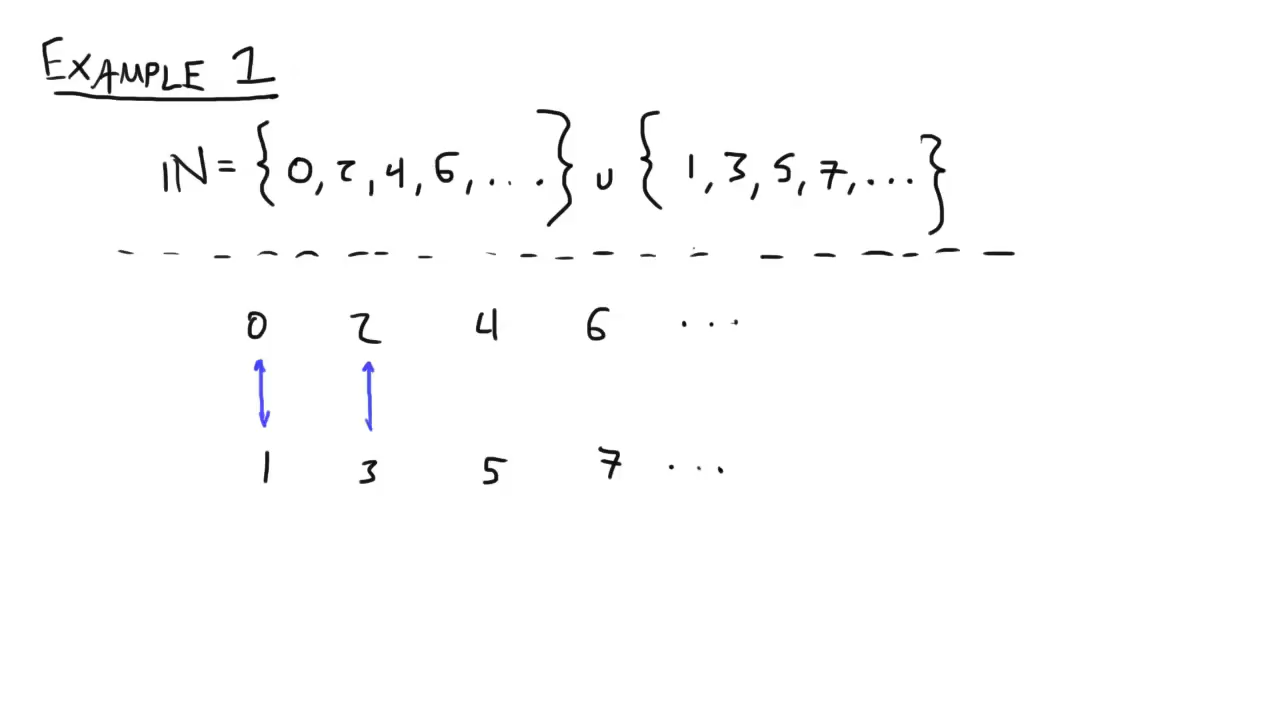 EXAMPLE 1
ℕ = {0, 2, 4, 6, ....} ∪ {1, 3, 5, 7, ...}
0 2 4 6 ...
1 3 5 7 ...